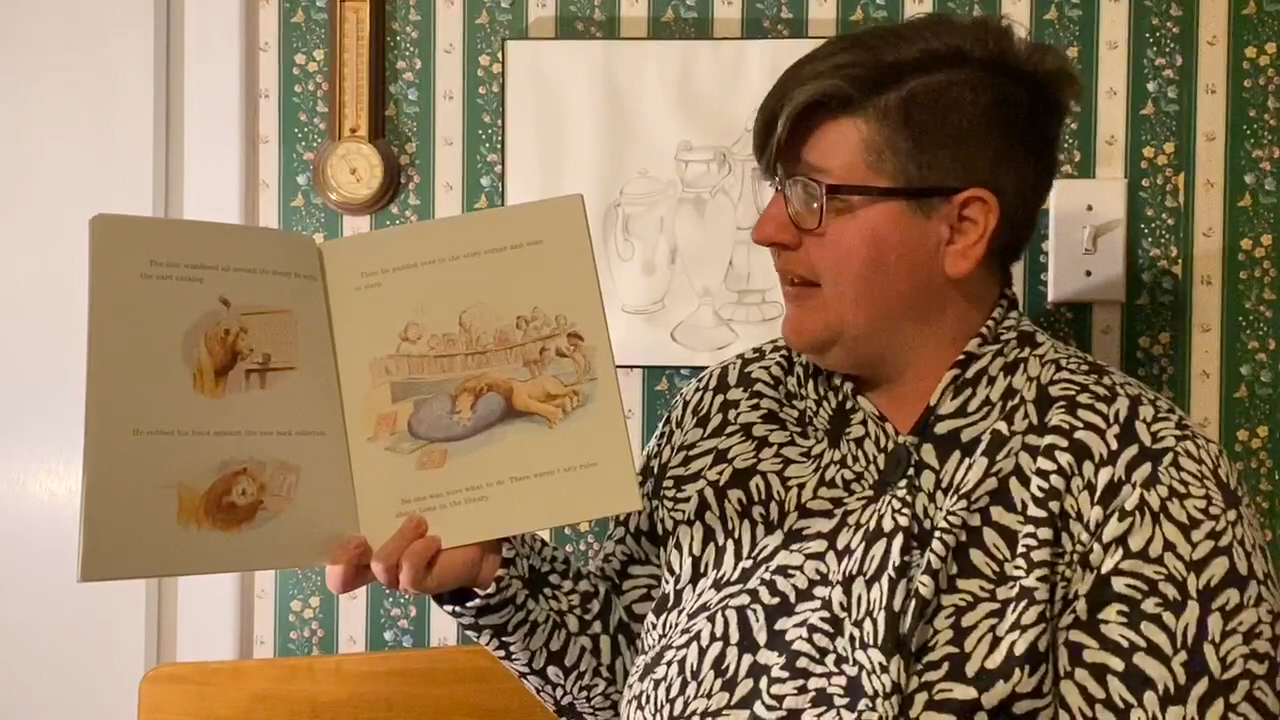 The lion wandered all around the library. He sniffed
the card catalog.
He rubbed his head against the new book collection.
Then he padded over to the story corner and went
to sleep.
No one was sure what to do. There weren't any rules
about lions in the library.